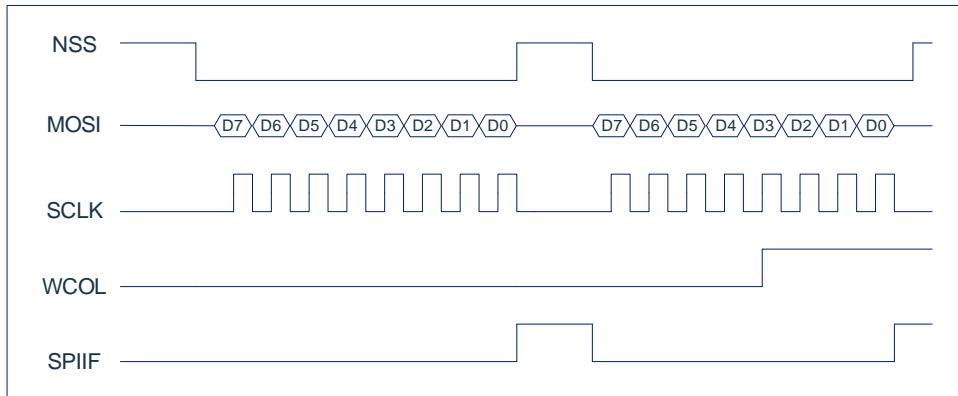 NSS
MOSI D7 D6 D5 D4 D3 D2 D1 D0 D7 D6 D5 D4 D3 D2 D1 D0
SCLK
WCOL
SPIIF